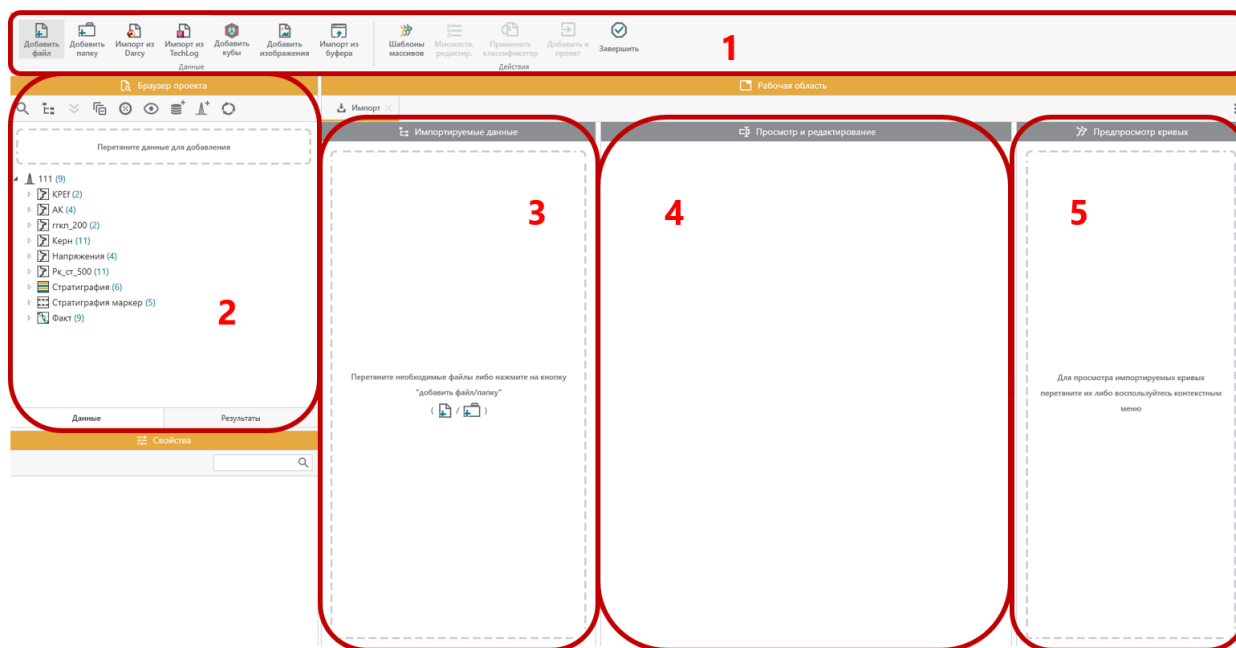 Добавить файл
Добавить папку
Импорт из Darcy
Импорт из TechLog
Добавить кубы
Добавить изображения
Импорт из буфера
Данные
Шаблоны массивов
Множеств. редактир.
Применить классификатор
Добавить в проект
Завершить
Действия
1
Браузер проекта
Перетяните данные для добавления
111 (9)
KPEf (2)
АК (4)
ггкп_200 (2)
Керн (11)
Напряжения (4)
Рк_ст_500 (11)
Стратиграфия (6)
Стратиграфия маркер (5)
Факт (9)
2
Данные
Результаты
Свойства
Рабочая область
Импорт
Импортируемые данные
3
Перетяните необходимые файлы либо нажмите на кнопку
"добавить файл/папку"
( / )
Просмотр и редактирование
4
Предпросмотр кривых
5
Для просмотра импортируемых кривых
перетяните их либо воспользуйтесь контекстным
меню